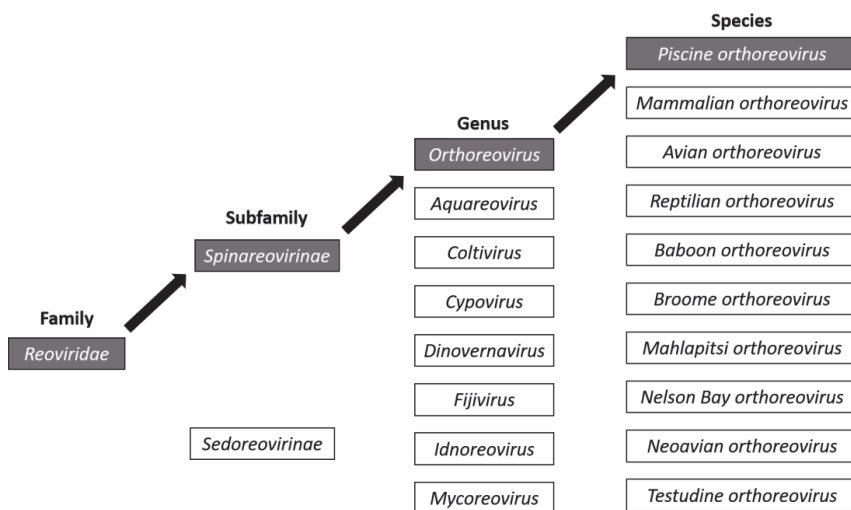 Family
Reoviridae
Subfamily
Spinareovirinae
Sedoreovirinae
Genus
Orthoreovirus
Aquareovirus
Coltivirus
Cypovirus
Dinovernavirus
Fijivirus
Idnoreovirus
Mycoreovirus
Species
Piscine orthoreovirus
Mammalian orthoreovirus
Avian orthoreovirus
Reptilian orthoreovirus
Baboon orthoreovirus
Broome orthoreovirus
Mahlapitsi orthoreovirus
Nelson Bay orthoreovirus
Neoavian orthoreovirus
Testudine orthoreovirus